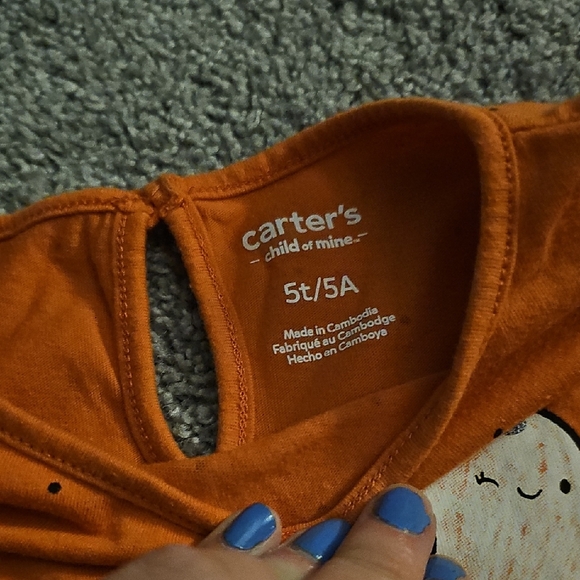 carter's
child of mine
5t/5A
Made in Cambodia
Fabriqué au Cambodge
Hecho en Camboya